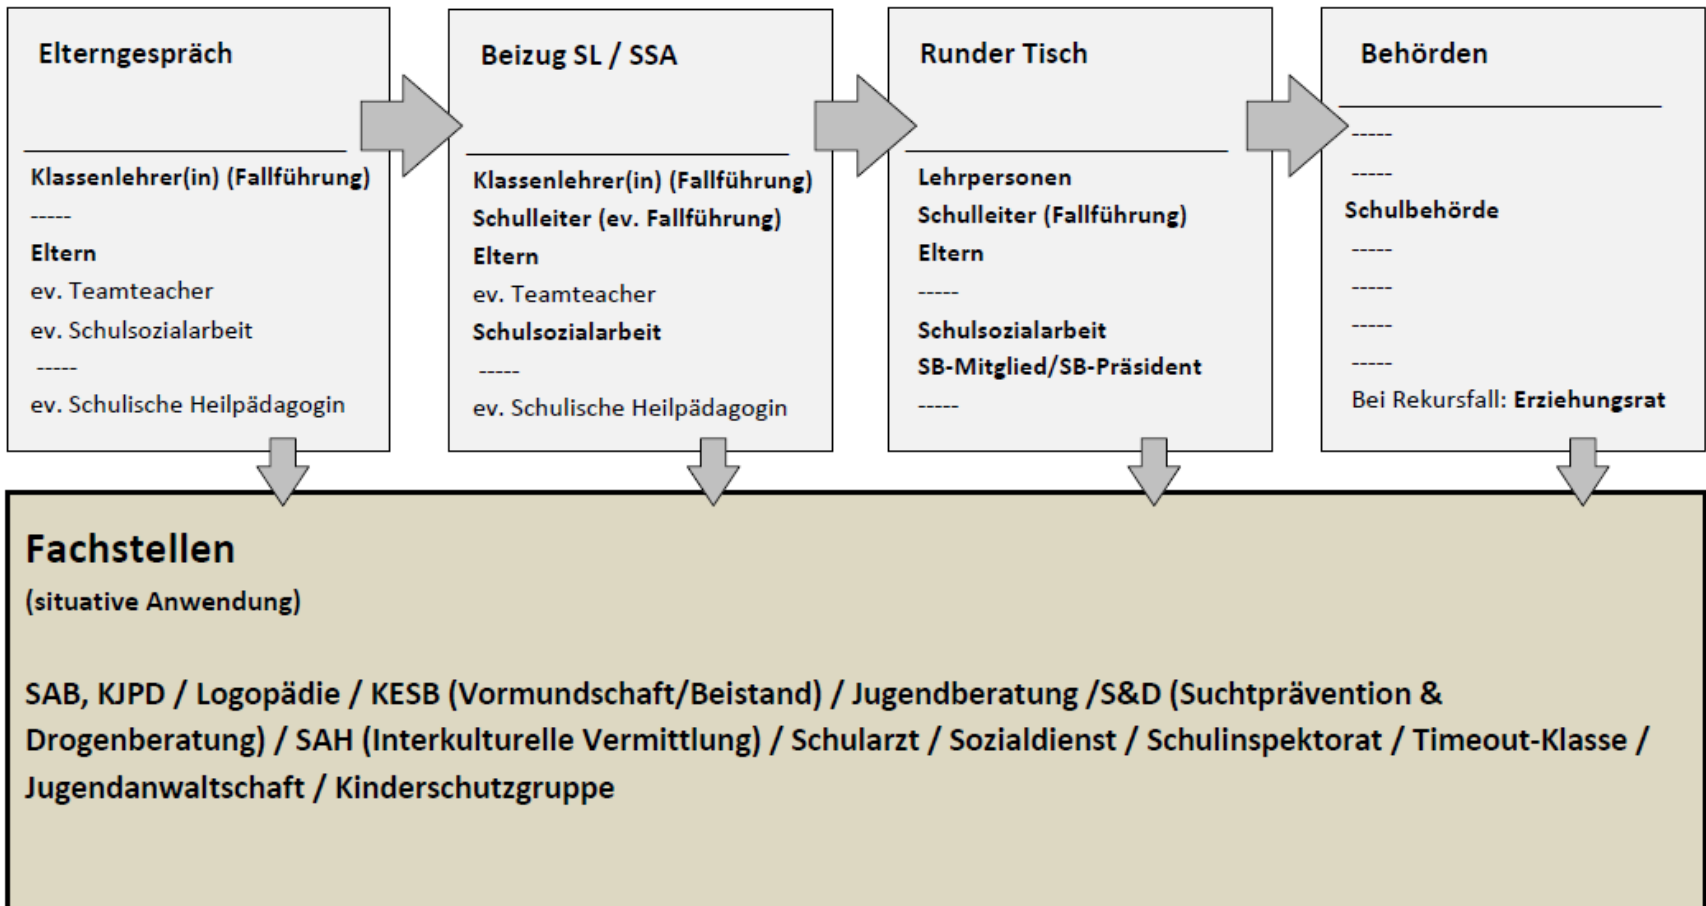 Elterngespräch
Klassenlehrer(in) (Fallführung)
-----
Eltern
ev. Teamteacher
ev. Schulsozialarbeit
-----
ev. Schulische Heilpädagogin
Beizug SL / SSA
Klassenlehrer(in) (Fallführung)
Schulleiter (ev. Fallführung)
Eltern
ev. Teamteacher
Schulsozialarbeit
-----
ev. Schulische Heilpädagogin
Runder Tisch
Lehrpersonen
Schulleiter (Fallführung)
Eltern
-----
Schulsozialarbeit
SB-Mitglied/SB-Präsident
-----
Behörden
-----
-----
Schulbehörde
-----
-----
-----
-----
Bei Rekursfall: Erziehungsrat
Fachstellen
(situative Anwendung)
SAB, KJPD / Logopädie / KESB (Vormundschaft/Beistand) / Jugendberatung /S&D (Suchtprävention &
Drogenberatung) / SAH (Interkulturelle Vermittlung) / Schularzt / Sozialdienst / Schulinspektorat / Timeout-Klasse /
Jugendanwaltschaft / Kinderschutzgruppe